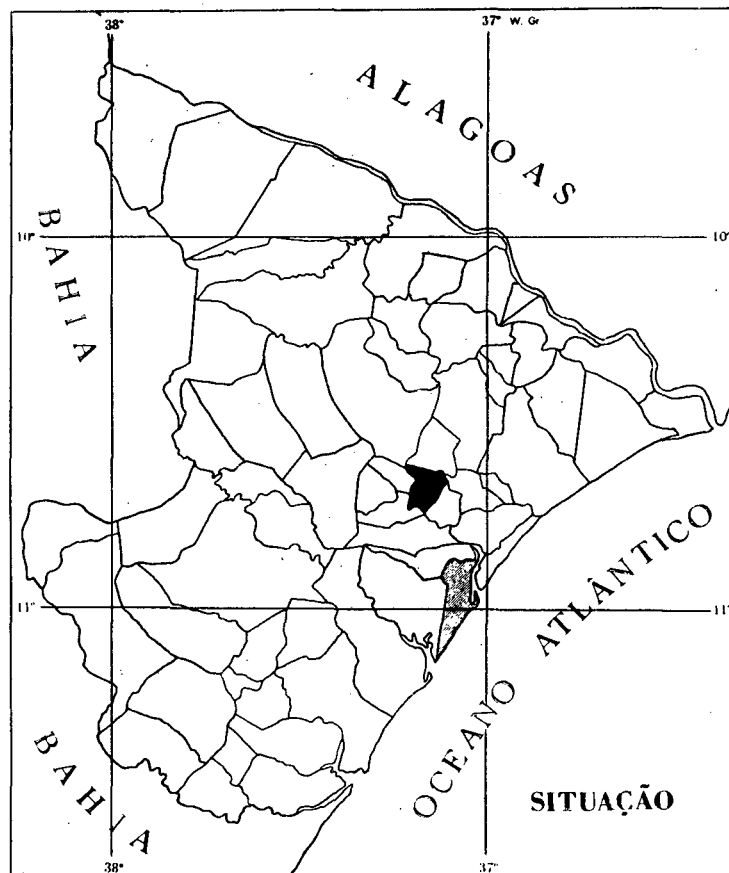 38°
37° W. Gr
ALAGOAS
BAHIA
10°
10°
11°
11°
OCEANO ATLÂNTICO
BAHIA
SITUAÇÃO
38°
37°